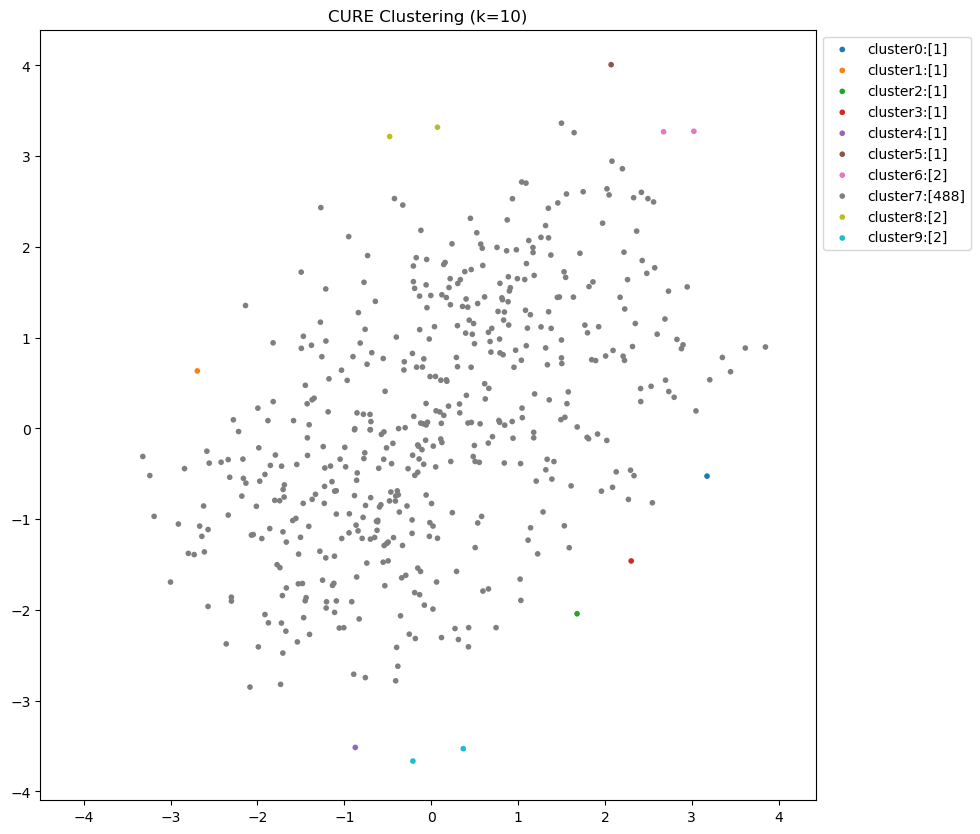 CURE Clustering (k=10)
cluster0:[1]
cluster1:[1]
cluster2:[1]
cluster3:[1]
cluster4:[1]
cluster5:[1]
cluster6:[2]
cluster7:[488]
cluster8:[2]
cluster9:[2]
4
3
2
1
0
−1
−2
−3
−4
−4 −3 −2 −1 0 1 2 3 4